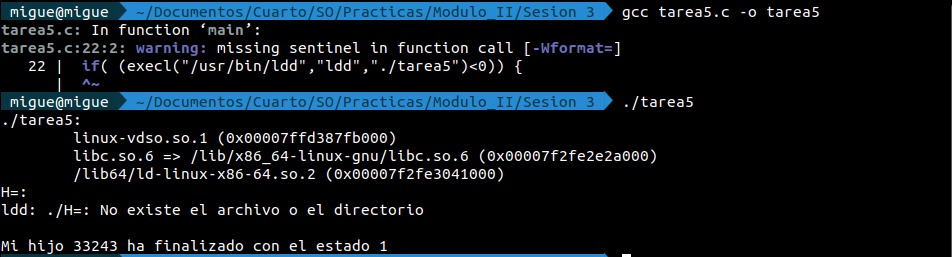 migue@migue ~/Documentos/Cuarto/SO/Practicas/Modulo_II/Sesion 3 gcc tarea5.c -o tarea5
tarea5.c: In function ‘main’:
tarea5.c:22:2: warning: missing sentinel in function call [-Wformat=]
22 | if( (execl("/usr/bin/ldd","ldd","./tarea5")<0)) {
| ^~
migue@migue ~/Documentos/Cuarto/SO/Practicas/Modulo_II/Sesion 3 ./tarea5
./tarea5:
linux-vdso.so.1 (0x00007ffd387fb000)
libc.so.6 => /lib/x86_64-linux-gnu/libc.so.6 (0x00007f2fe2e2a000)
/lib64/ld-linux-x86-64.so.2 (0x00007f2fe3041000)
H=:
ldd: ./H=: No existe el archivo o el directorio
Mi hijo 33243 ha finalizado con el estado 1